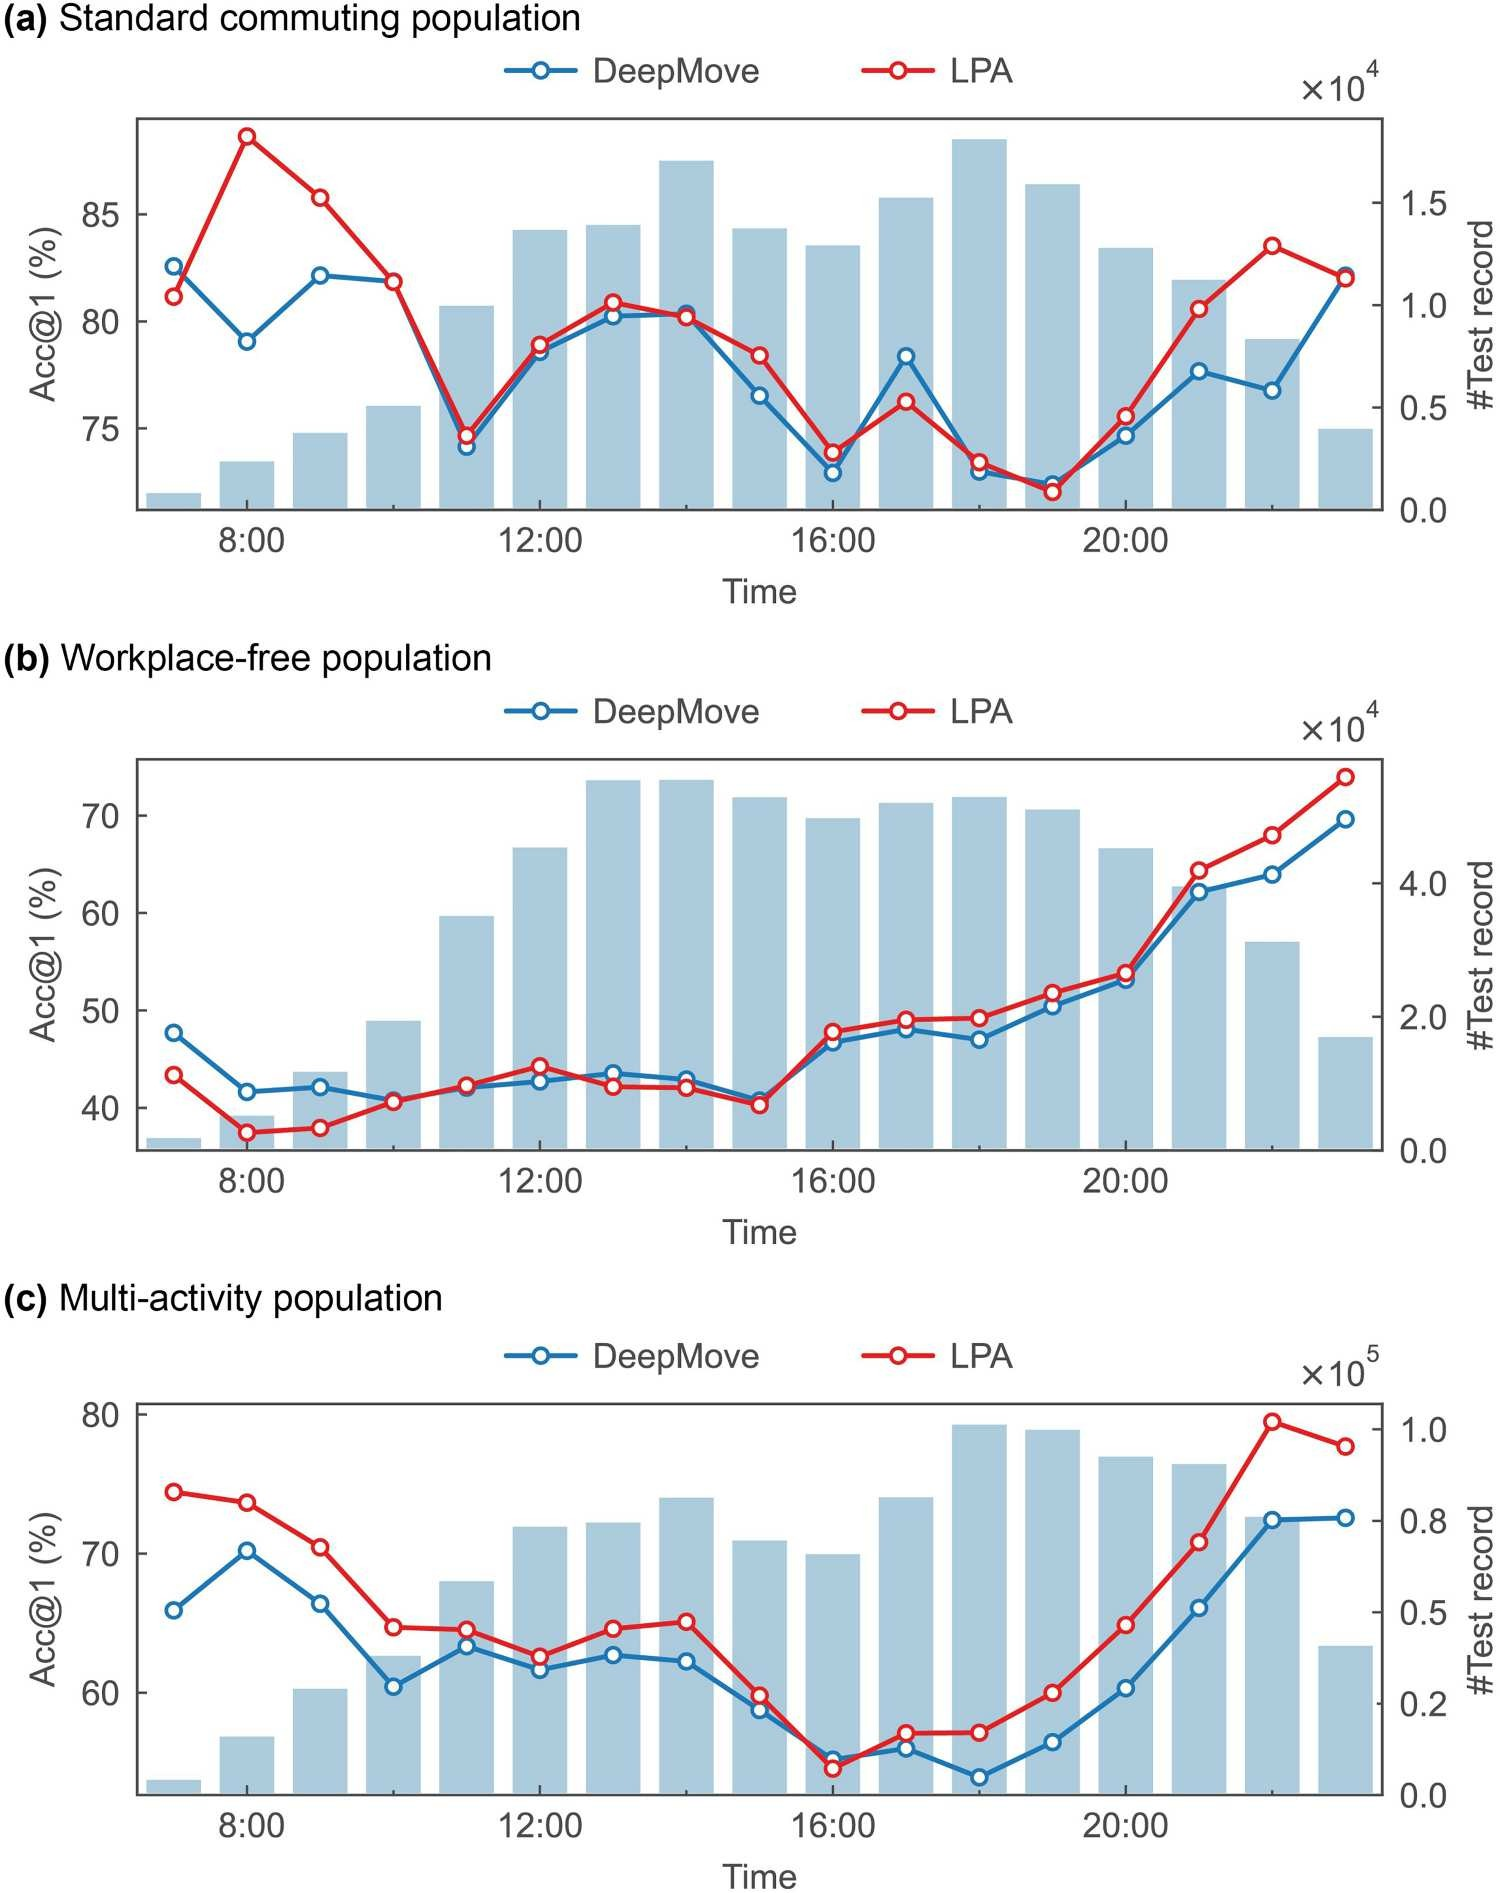 (a) Standard commuting population
DeepMove LPA
×10⁴
85
80
75
Acc@1 (%)
1.5
1.0
0.5
0.0
#Test record
8:00 12:00 16:00 20:00
Time
(b) Workplace-free population
DeepMove LPA
×10⁴
70
60
50
40
Acc@1 (%)
4.0
2.0
0.0
#Test record
8:00 12:00 16:00 20:00
Time
(c) Multi-activity population
DeepMove LPA
×10⁵
80
70
60
Acc@1 (%)
1.0
0.8
0.5
0.2
0.0
#Test record
8:00 12:00 16:00 20:00
Time